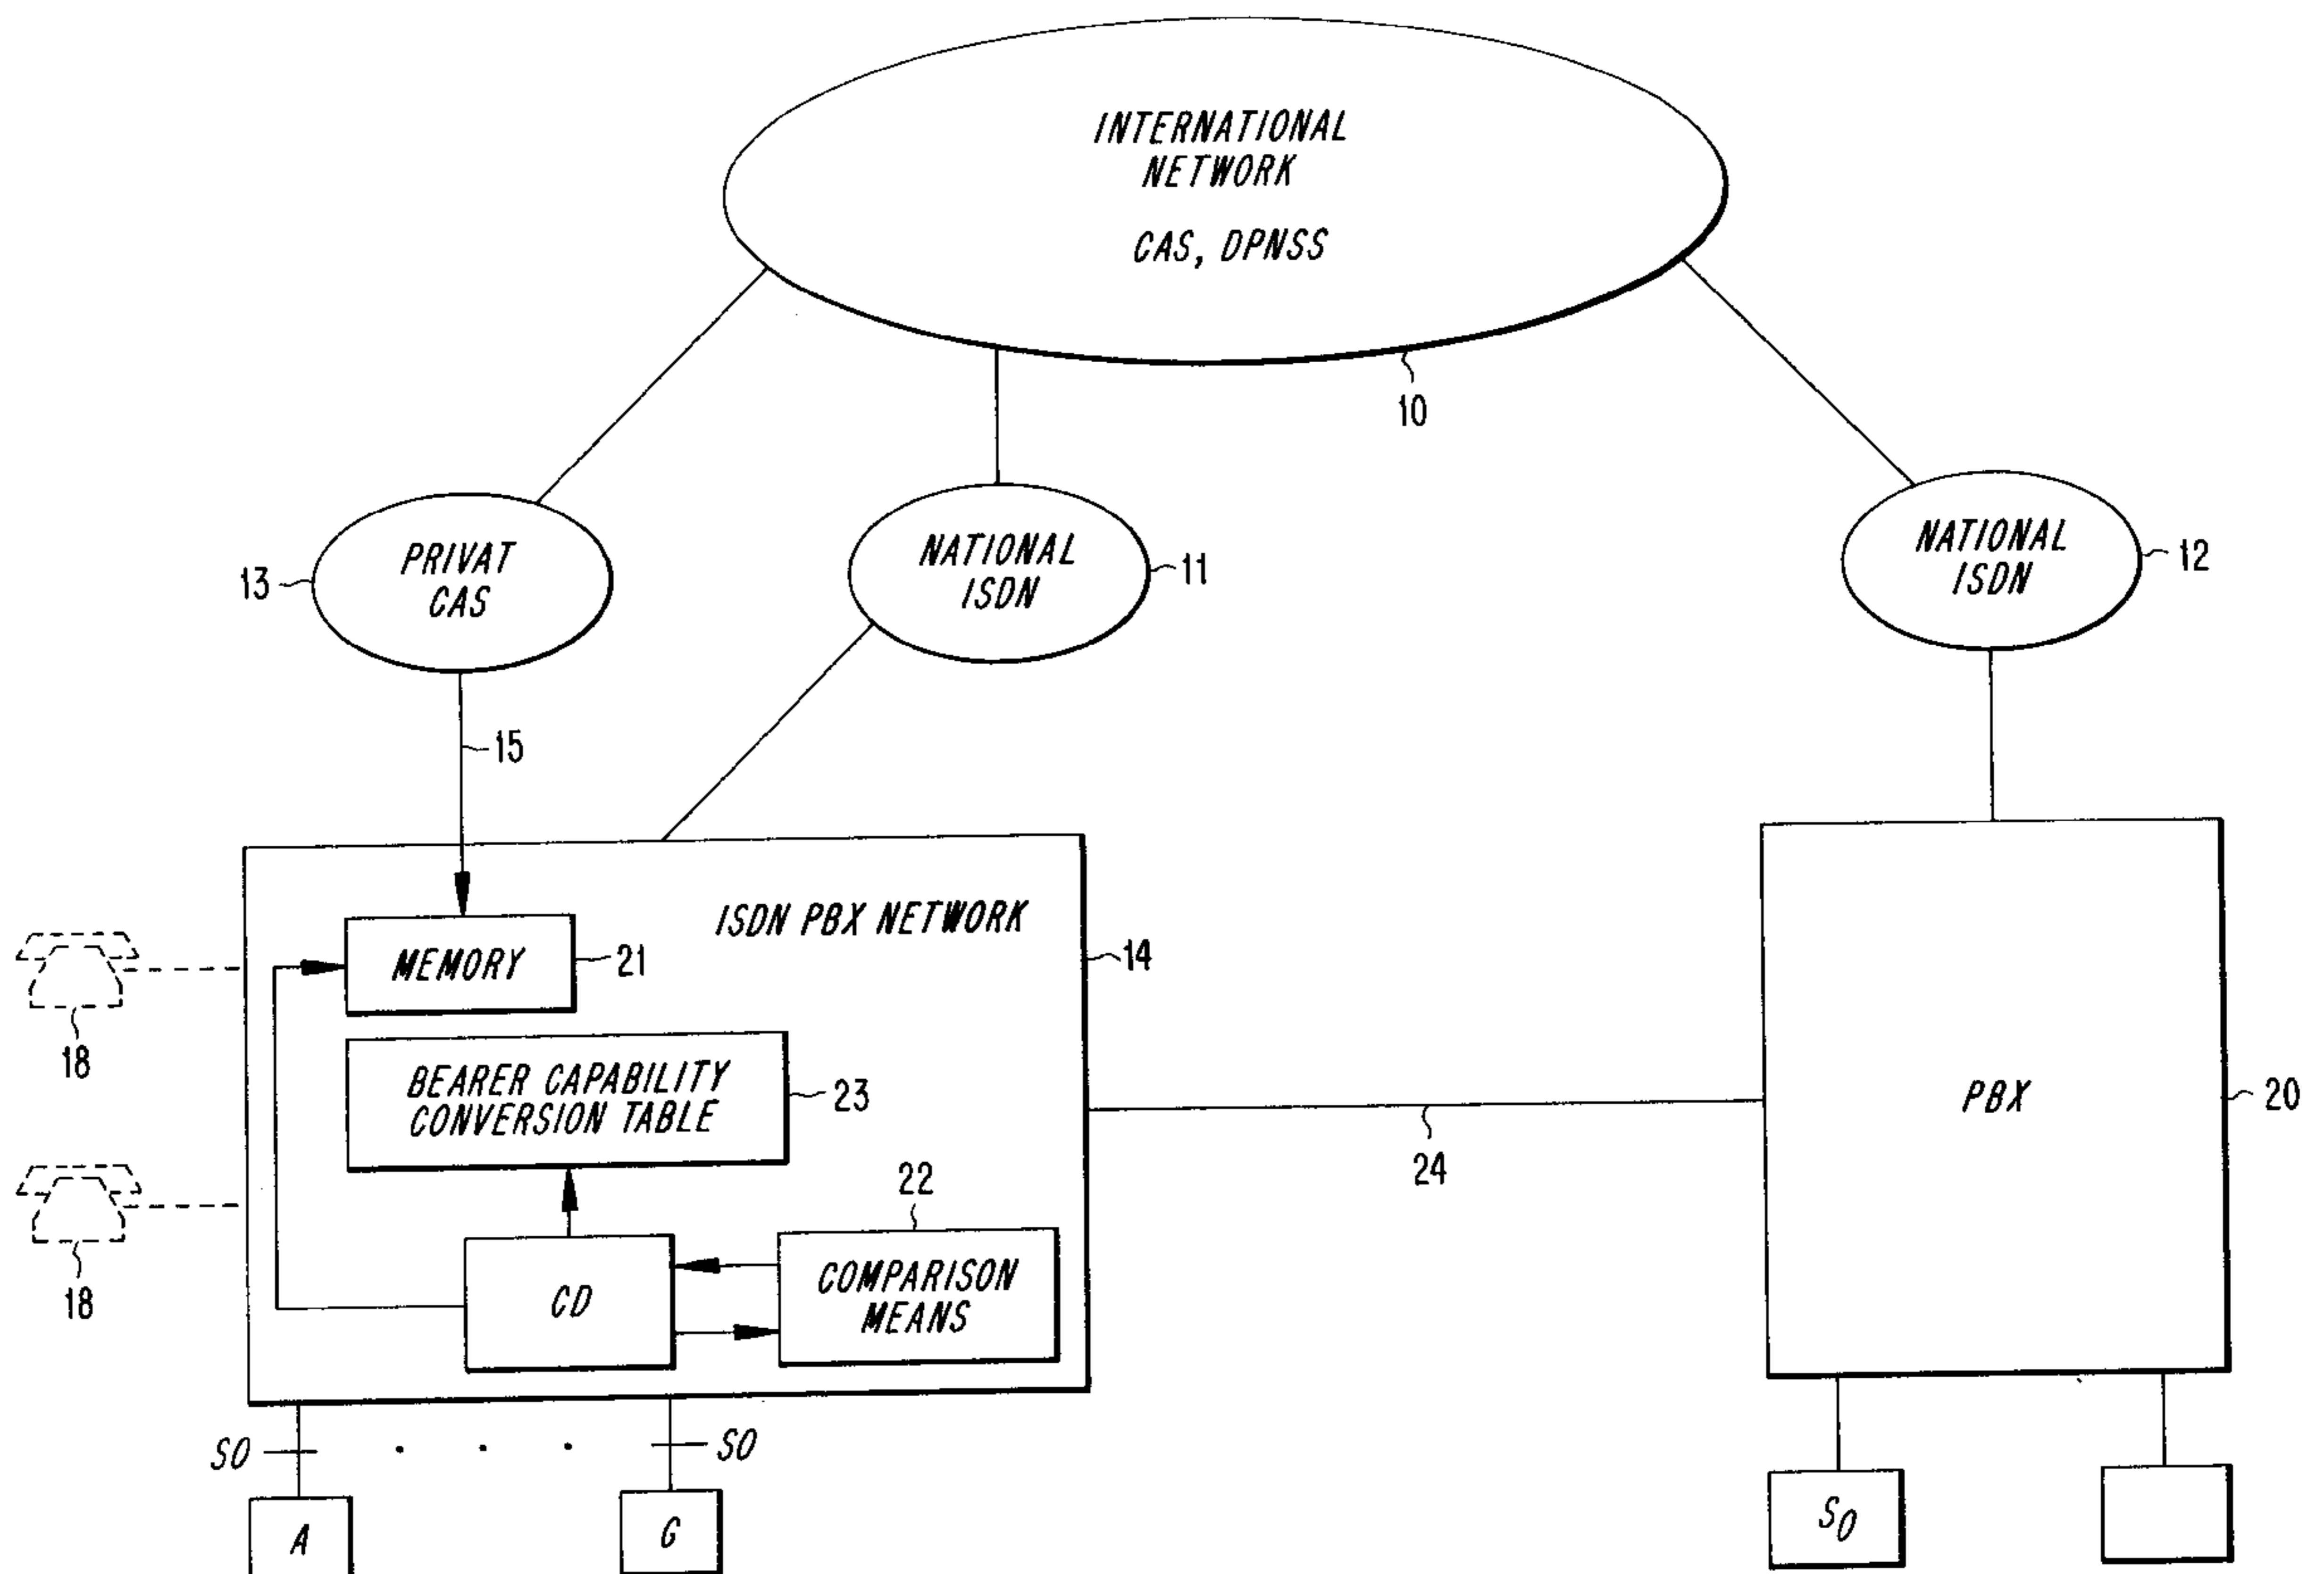 INTERNATIONAL
NETWORK
CAS, DPNSS
10
PRIVAT
CAS
13
NATIONAL
ISDN
11
NATIONAL
ISDN
12
15
ISDN PBX NETWORK
14
MEMORY
21
18
BEARER CAPABILITY
CONVERSION TABLE
23
PBX
20
24
22
COMPARISON
MEANS
CD
18
SO
SO
A
G
S0